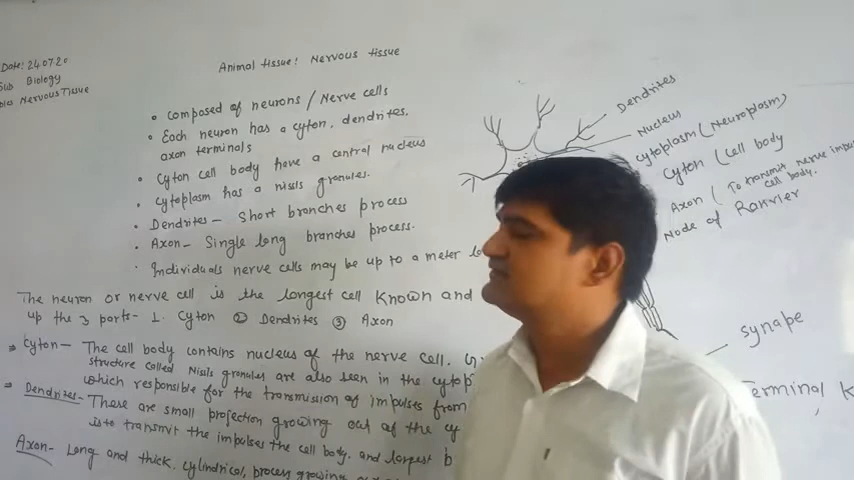 Date: 24.07.20
Sub Biology
Nervous Tissue
Animal tissue: Nervous tissue
• composed of neurons / Nerve cells
• Each neuron has a cyton, dendrites,
axon terminals
• Cyton cell body have a central nucleus
• Cytoplasm has a nissls granules.
• Dendrites - Short branches process
• Axon - Single long branches process.
• Individuals nerve cells may be up to a meter
The neuron or nerve cell is the longest cell known and
up the 3 parts- 1. Cyton ② Dendrites ③ Axon
Cyton - The cell body contains nucleus of the nerve cell.
structure called Nissls granules are also seen in the
which responsible for the transmission of impulses from
Dendrites - These are small projection growing out of the
is to transmit the impulses the cell body. and largest
Axon - Long and thick, cylindrical, process growing
Dendrites
Nucleus
Cytoplasm (Neuroplasm)
Cyton (Cell body
Axon ( To transmit nerve
cell body.
Node of Ranvier
synapse